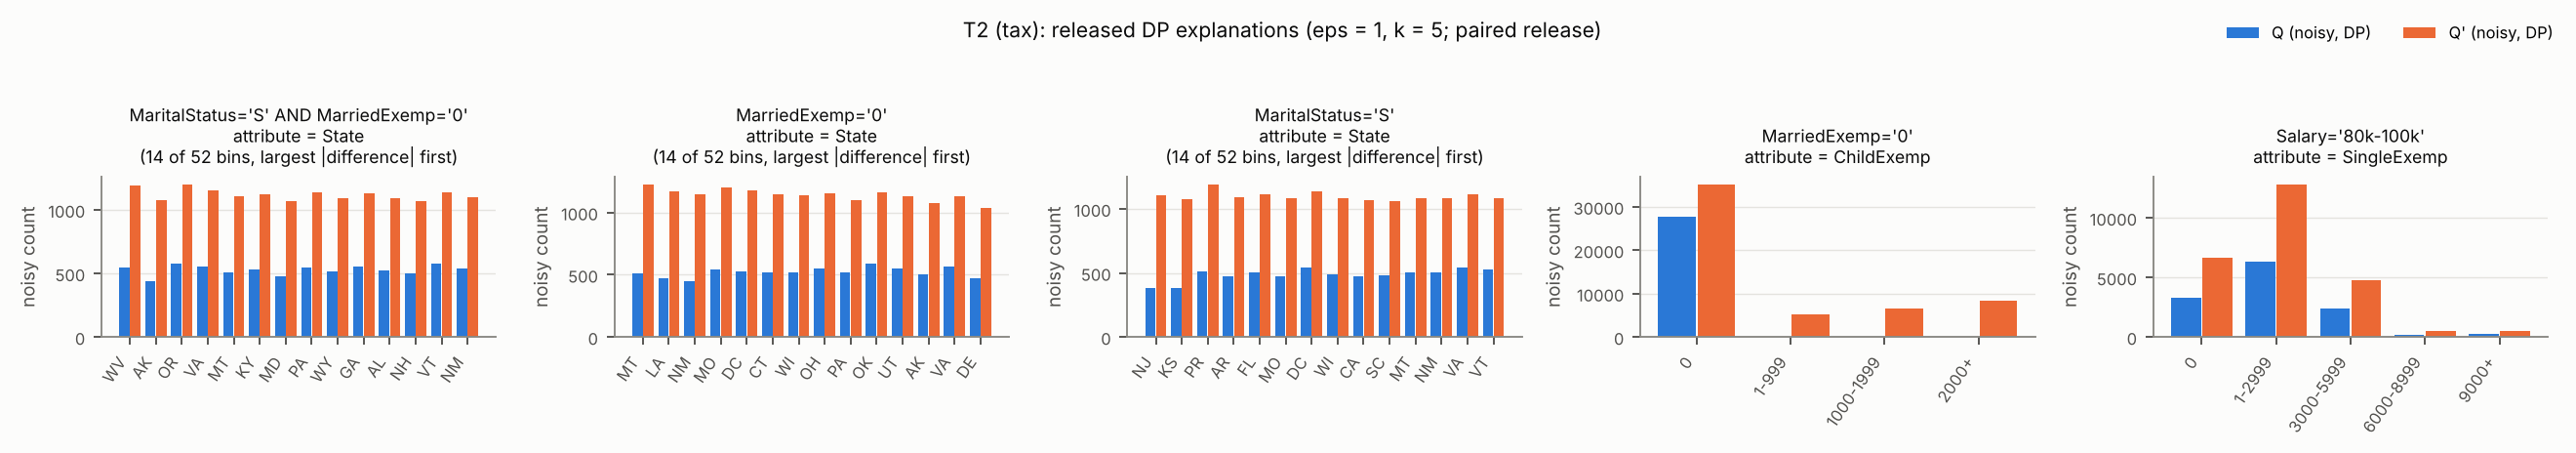 T2 (tax): released DP explanations (eps = 1, k = 5; paired release)
Q (noisy, DP)
Q' (noisy, DP)
MaritalStatus='S' AND MarriedExemp='0'
attribute = State
(14 of 52 bins, largest |difference| first)
noisy count
1000
500
0
WV
AK
OR
VA
MT
KY
MD
PA
WY
GA
AL
NH
VT
NM
MarriedExemp='0'
attribute = State
(14 of 52 bins, largest |difference| first)
noisy count
1000
500
0
MT
LA
NM
MO
DC
CT
WI
OH
PA
OK
UT
AK
VA
DE
MaritalStatus='S'
attribute = State
(14 of 52 bins, largest |difference| first)
noisy count
1000
500
0
NJ
KS
PR
AR
FL
MO
DC
WI
CA
SC
MT
NM
VA
VT
MarriedExemp='0'
attribute = ChildExemp
noisy count
30000
20000
10000
0
0
1-999
1000-1999
2000+
Salary='80k-100k'
attribute = SingleExemp
noisy count
10000
5000
0
0
1-2999
3000-5999
6000-8999
9000+